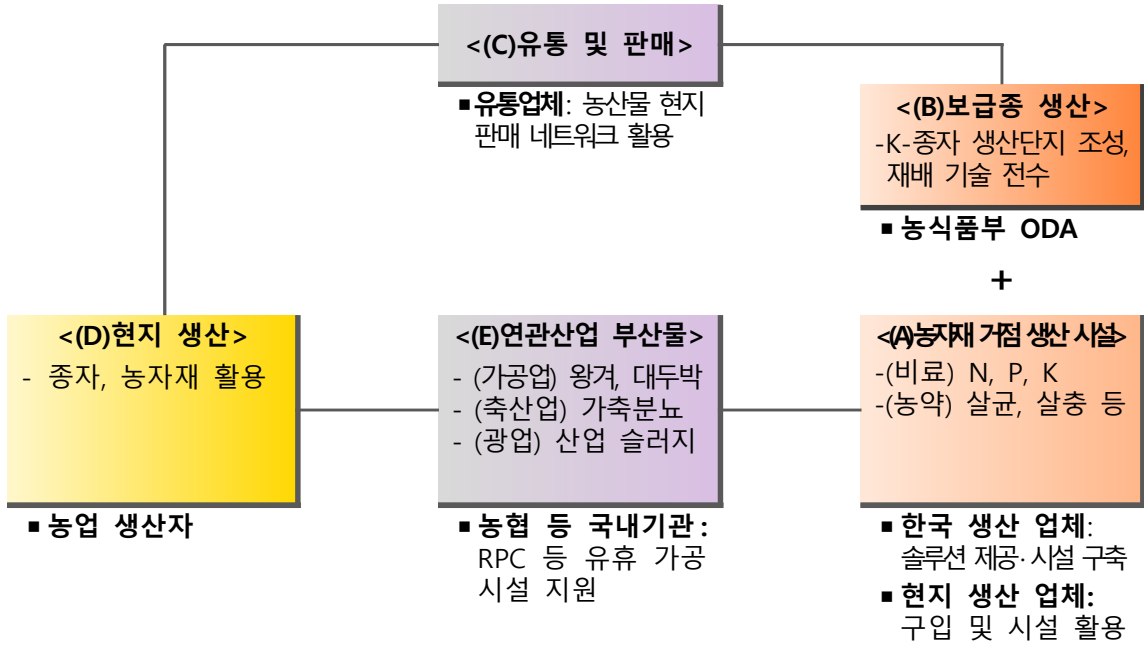 <(C)유통 및 판매>
▪유통업체: 농산물 현지
판매 네트워크 활용
<(B)보급종 생산>
-K-종자 생산단지 조성,
재배 기술 전수
▪농식품부 ODA
+
<(D)현지 생산>
- 종자, 농자재 활용
▪농업 생산자
<(E)연관산업 부산물>
- (가공업) 왕겨, 대두박
- (축산업) 가축분뇨
- (광업) 산업 슬러지
▪농협 등 국내기관:
RPC 등 유휴 가공
시설 지원
<(A)농자재 거점 생산 시설>
-(비료) N, P, K
-(농약) 살균, 살충 등
▪한국 생산 업체:
솔루션 제공·시설 구축
▪현지 생산 업체:
구입 및 시설 활용